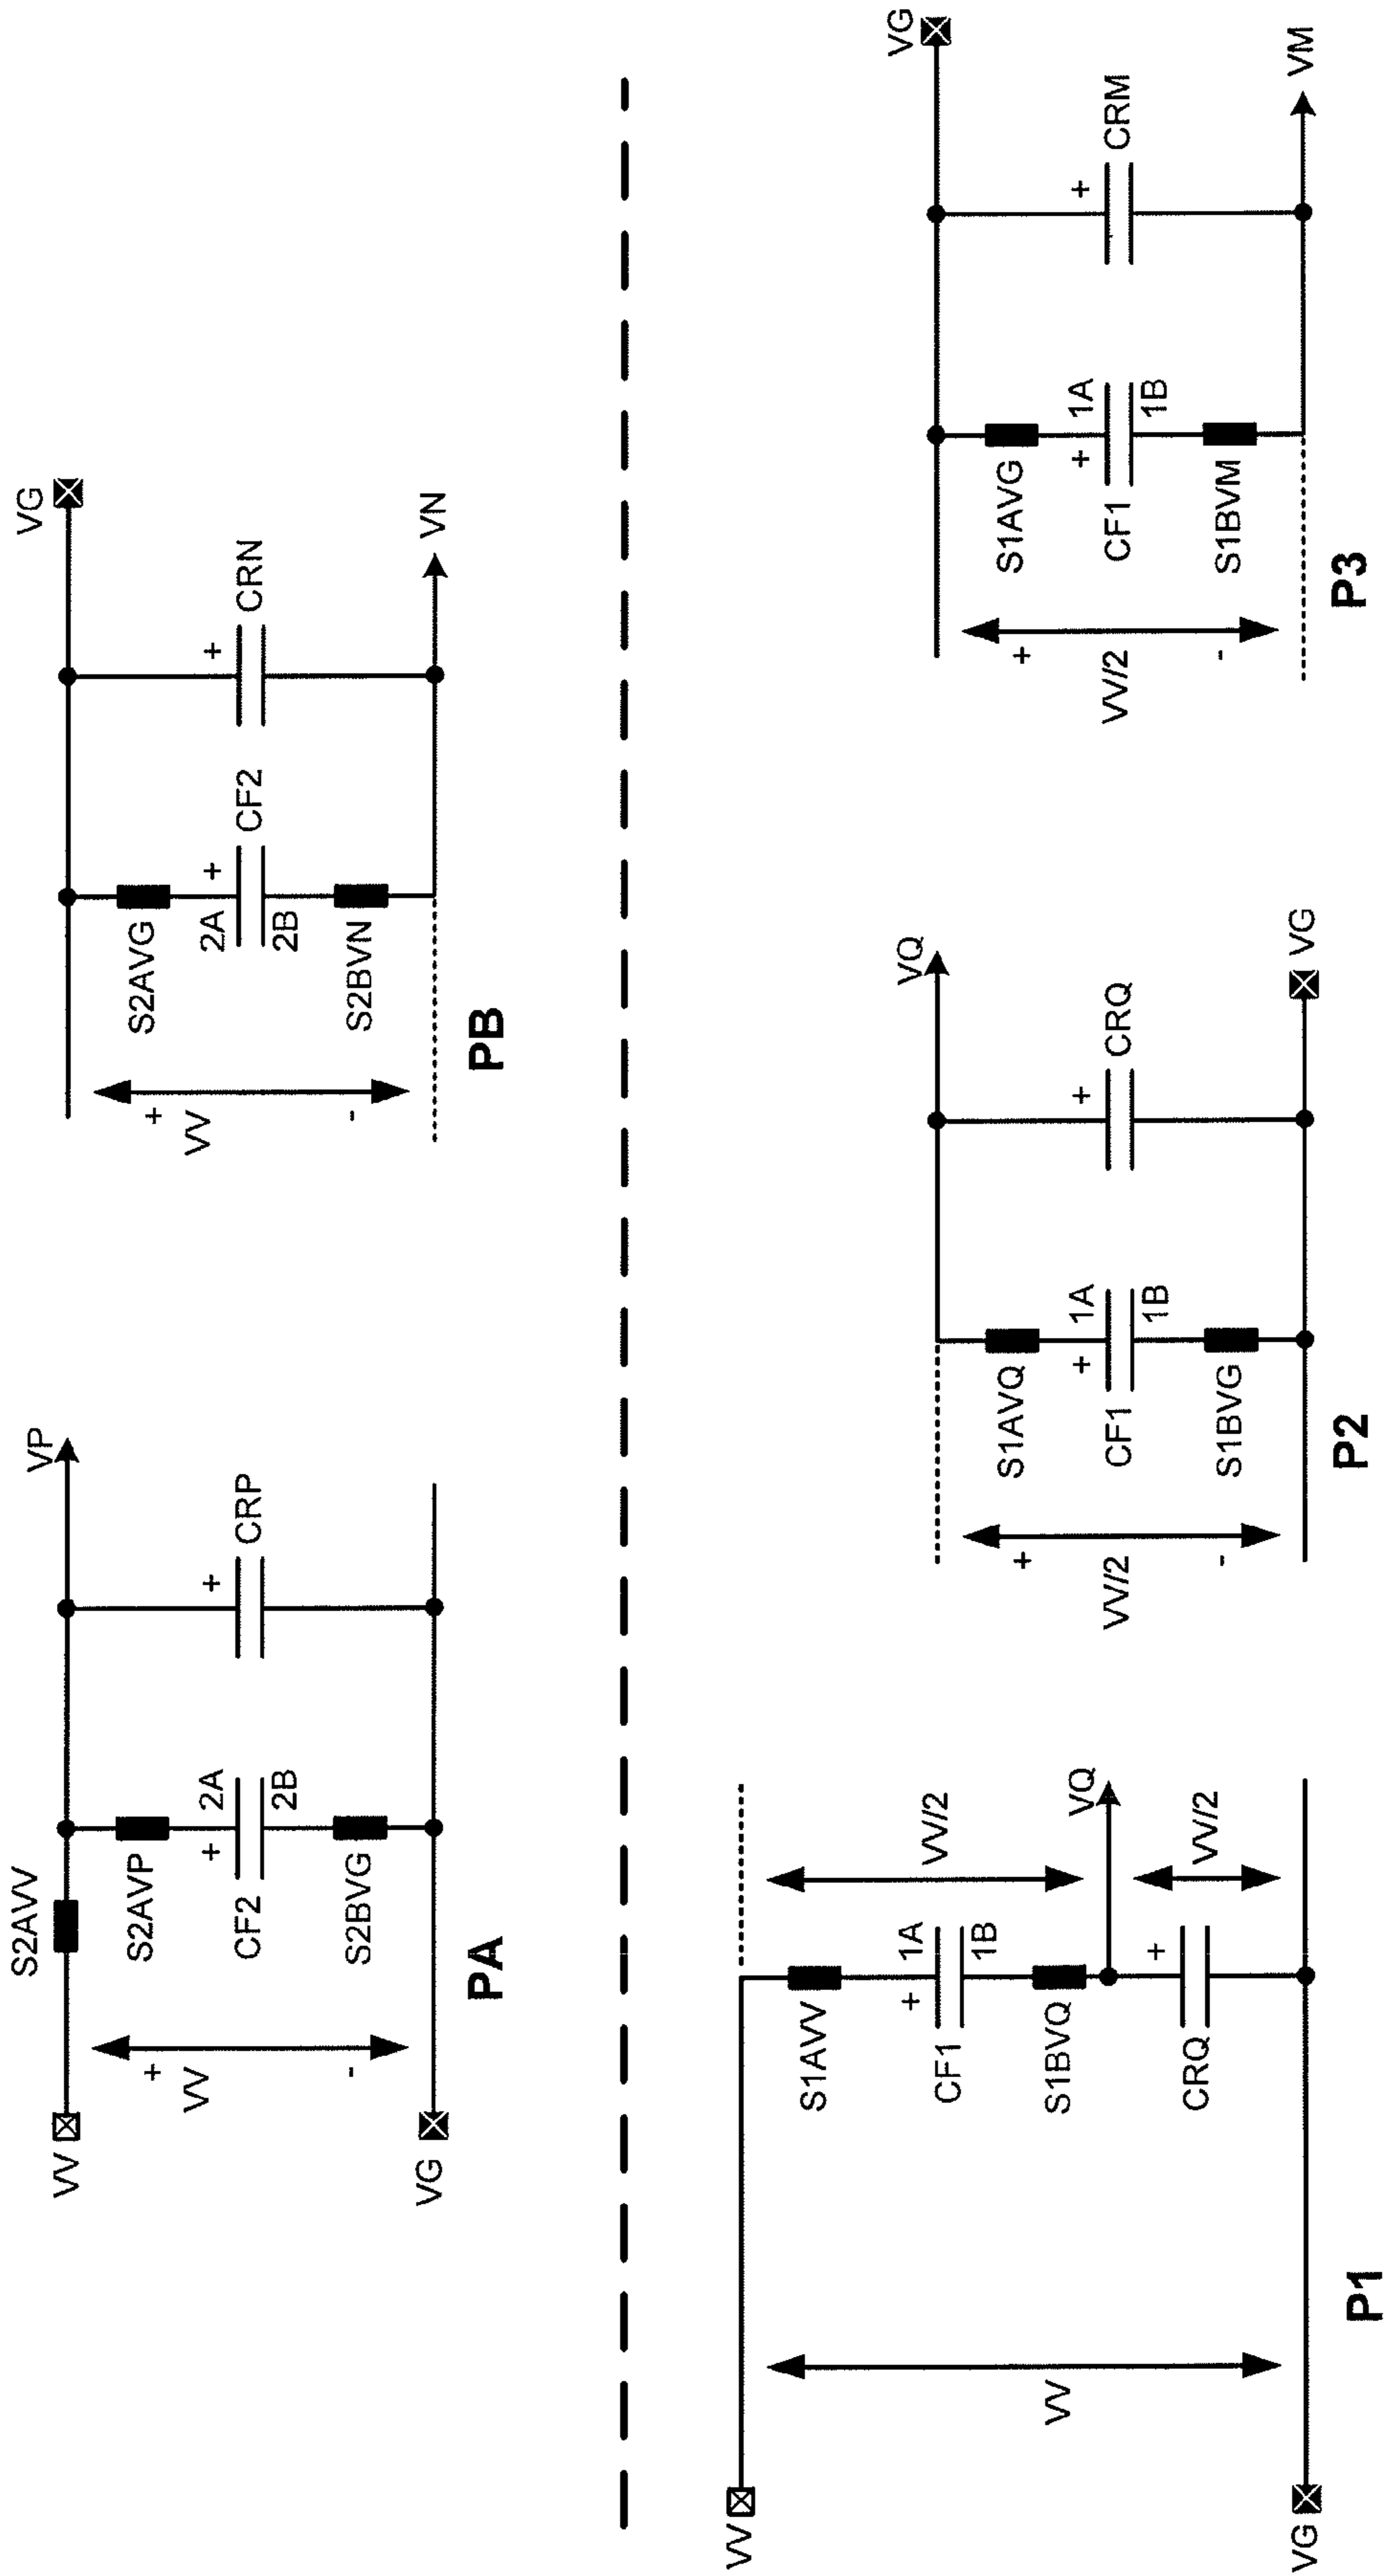 VV
S2AVV
VP
S2AVP
+
2A
+
CRP
+
VV
-
CF2
2B
S2BVG
VG
PA
VG
S2AVG
2A
+
CF2
+
CRN
+
VV
-
2B
S2BVN
VN
PB
VV
S1AVV
+
1A
VV/2
CF1
1B
VV
S1BVQ
VQ
+
VV/2
CRQ
VG
P1
VQ
S1AVQ
+
1A
+
CRQ
+
VV/2
-
CF1
1B
S1BVG
VG
P2
VG
S1AVG
+
1A
+
CRM
+
VV/2
-
CF1
1B
S1BVM
VM
P3